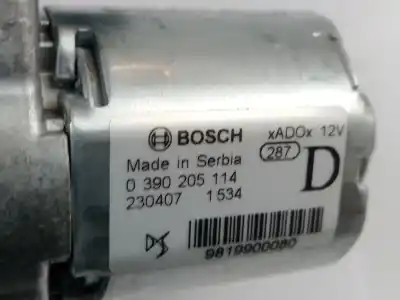 BOSCH xADOx 12V
Made in Serbia 287 D
0 390 205 114
230407 1534
9819900080